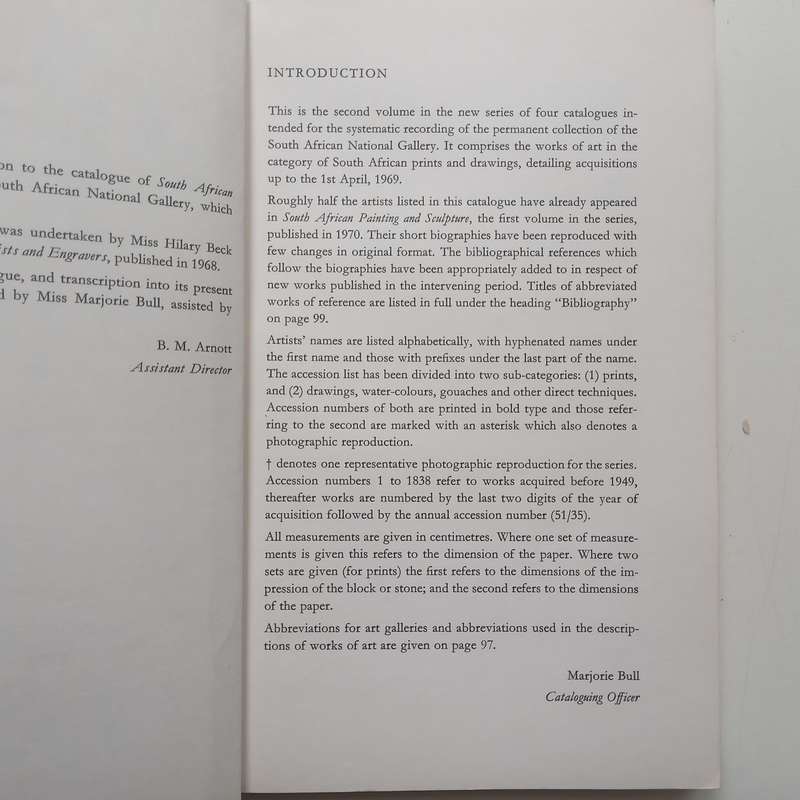 on to the catalogue of South African
uth African National Gallery, which
was undertaken by Miss Hilary Beck
ists and Engravers, published in 1968.
gue, and transcription into its present
d by Miss Marjorie Bull, assisted by
B. M. Arnott
Assistant Director
INTRODUCTION
This is the second volume in the new series of four catalogues in-
tended for the systematic recording of the permanent collection of the
South African National Gallery. It comprises the works of art in the
category of South African prints and drawings, detailing acquisitions
up to the 1st April, 1969.
Roughly half the artists listed in this catalogue have already appeared
in South African Painting and Sculpture, the first volume in the series,
published in 1970. Their short biographies have been reproduced with
few changes in original format. The bibliographical references which
follow the biographies have been appropriately added to in respect of
new works published in the intervening period. Titles of abbreviated
works of reference are listed in full under the heading “Bibliography”
on page 99.
Artists’ names are listed alphabetically, with hyphenated names under
the first name and those with prefixes under the last part of the name.
The accession list has been divided into two sub-categories: (1) prints,
and (2) drawings, water-colours, gouaches and other direct techniques.
Accession numbers of both are printed in bold type and those refer-
ring to the second are marked with an asterisk which also denotes a
photographic reproduction.
† denotes one representative photographic reproduction for the series.
Accession numbers 1 to 1838 refer to works acquired before 1949,
thereafter works are numbered by the last two digits of the year of
acquisition followed by the annual accession number (51/35).
All measurements are given in centimetres. Where one set of measure-
ments is given this refers to the dimension of the paper. Where two
sets are given (for prints) the first refers to the dimensions of the im-
pression of the block or stone; and the second refers to the dimensions
of the paper.
Abbreviations for art galleries and abbreviations used in the descrip-
tions of works of art are given on page 97.
Marjorie Bull
Cataloguing Officer